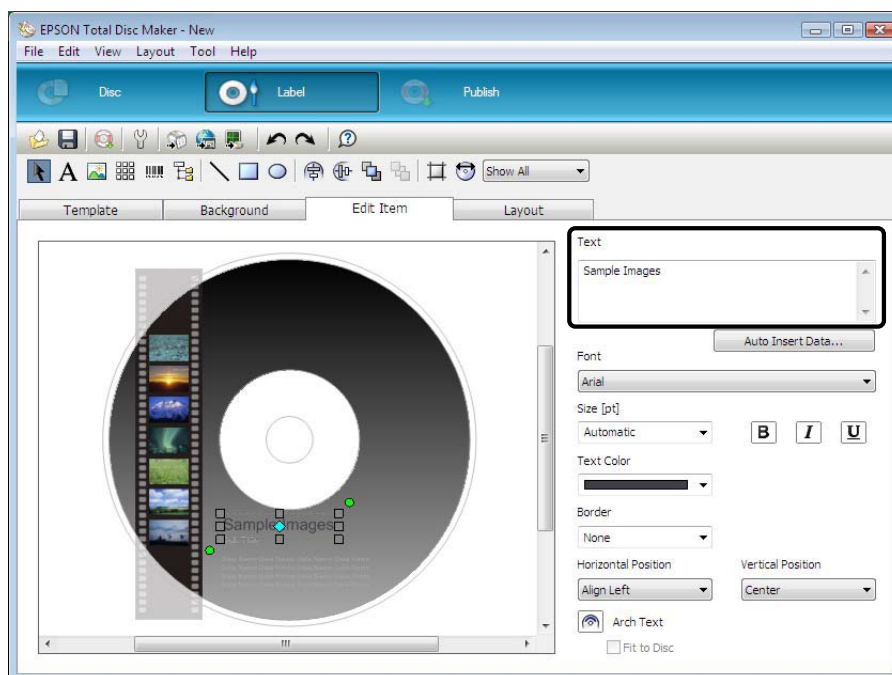 EPSON Total Disc Maker - New
File Edit View Layout Tool Help
Disc Label Publish
A Show All
Template Background Edit Item Layout
Text
Sample Images
Auto Insert Data...
Font
Arial
Size [pt]
Automatic B I U
Text Color
Border
None
Horizontal Position Vertical Position
Align Left Center
Arch Text
Fit to Disc
Sample Images